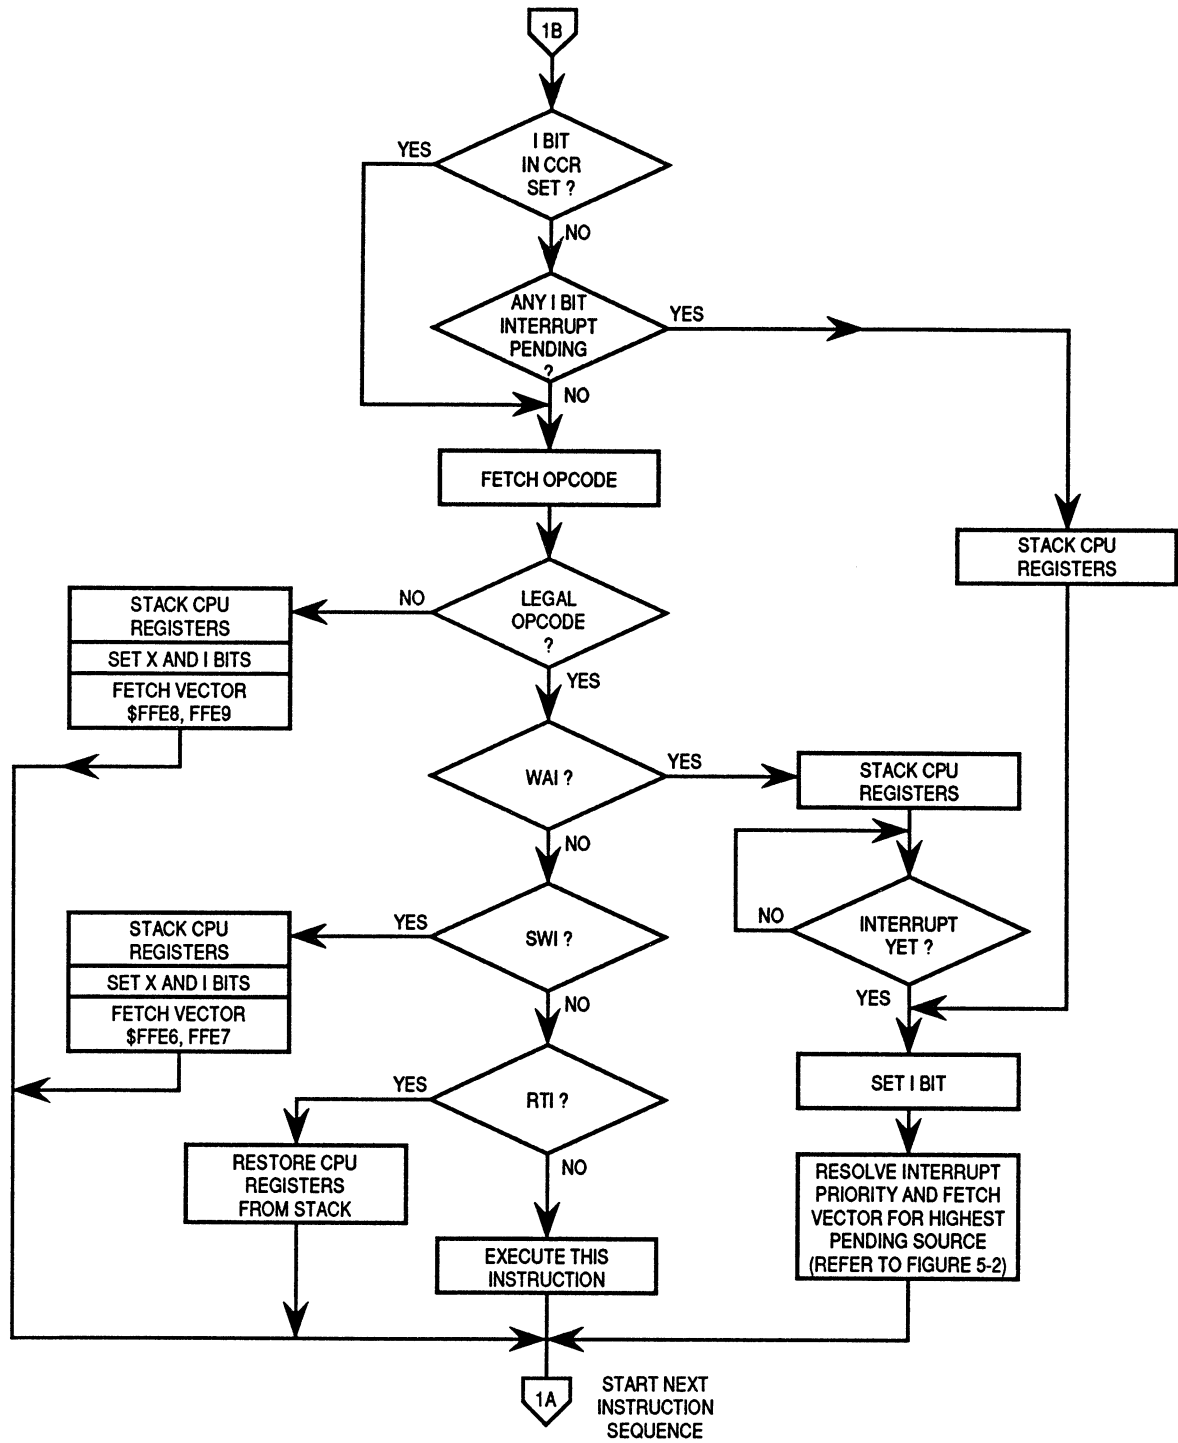 1B
I BIT
IN CCR
SET ?
YES
NO
ANY I BIT
INTERRUPT
PENDING
?
YES
NO
FETCH OPCODE
STACK CPU
REGISTERS
LEGAL
OPCODE
?
NO
STACK CPU
REGISTERS
SET X AND I BITS
FETCH VECTOR
$FFE8, FFE9
YES
WAI ?
YES
STACK CPU
REGISTERS
NO
INTERRUPT
YET ?
NO
YES
SWI ?
YES
STACK CPU
REGISTERS
SET X AND I BITS
FETCH VECTOR
$FFE6, FFE7
NO
SET I BIT
RTI ?
YES
RESTORE CPU
REGISTERS
FROM STACK
NO
RESOLVE INTERRUPT
PRIORITY AND FETCH
VECTOR FOR HIGHEST
PENDING SOURCE
(REFER TO FIGURE 5-2)
EXECUTE THIS
INSTRUCTION
1A
START NEXT
INSTRUCTION
SEQUENCE